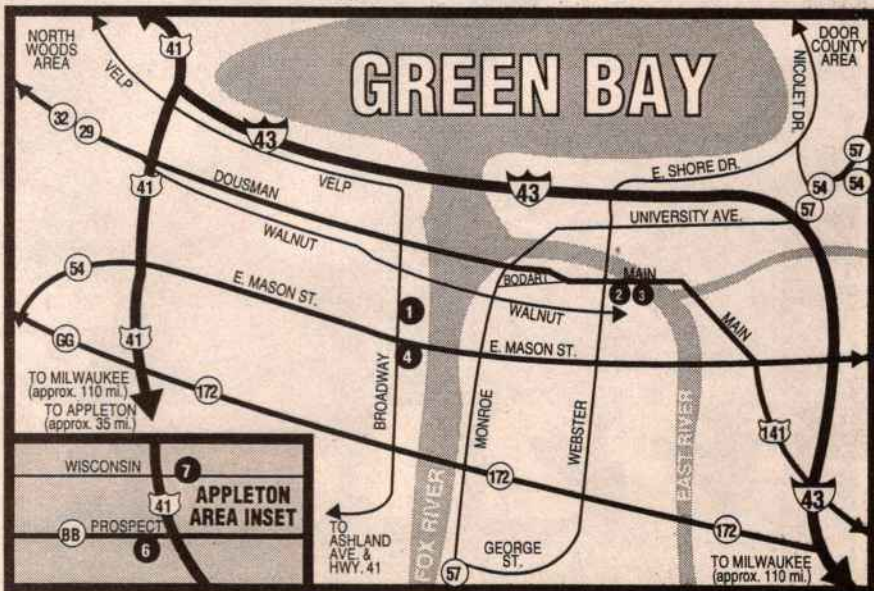 NORTH
WOODS
AREA
41
VELP
GREEN BAY
DOOR
COUNTY
AREA
NICOLET DR.
32
29
43
57
54
54
57
E. SHORE DR.
43
41
DOUSMAN
VELP
UNIVERSITY AVE.
WALNUT
54
E. MASON ST.
BODART
MAIN
2
3
1
WALNUT
MAIN
GG
41
4
E. MASON ST.
TO MILWAUKEE
(approx. 110 mi.)
172
TO APPLETON
(approx. 35 mi.)
BROADWAY
MONROE
WEBSTER
EAST RIVER
141
WISCONSIN
7
41
APPLETON
AREA INSET
BB
PROSPECT
6
172
43
TO
ASHLAND
AVE. &
HWY. 41
FOX RIVER
57
GEORGE
ST.
172
TO MILWAUKEE
(approx. 110 mi.)